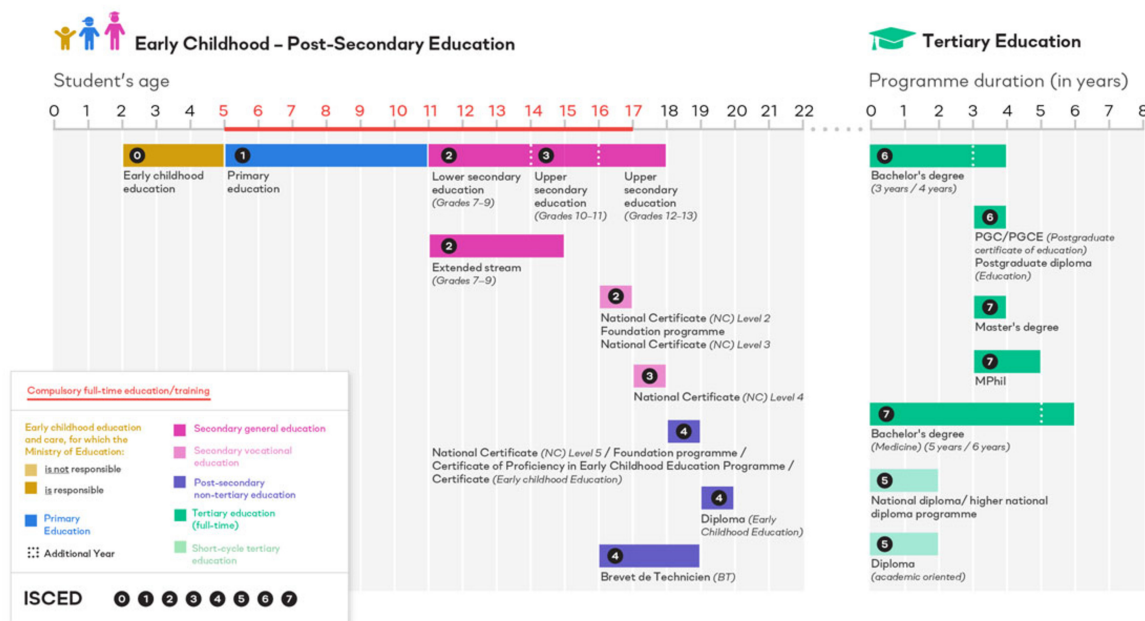 Early Childhood – Post-Secondary Education
Student's age
0 1 2 3 4 5 6 7 8 9 10 11 12 13 14 15 16 17 18 19 20 21 22
0
Early childhood
education
1
Primary
education
2
Lower secondary
education
(Grades 7–9)
3
Upper
secondary
education
(Grades 10–11)
Upper
secondary
education
(Grades 12–13)
2
Extended stream
(Grades 7–9)
2
National Certificate (NC) Level 2
Foundation programme
National Certificate (NC) Level 3
3
National Certificate (NC) Level 4
4
National Certificate (NC) Level 5 / Foundation programme /
Certificate of Proficiency in Early Childhood Education Programme /
Certificate (Early childhood Education)
4
Diploma (Early
Childhood Education)
4
Brevet de Technicien (BT)
Tertiary Education
Programme duration (in years)
0 1 2 3 4 5 6 7 8
6
Bachelor's degree
(3 years / 4 years)
6
PGC/PGCE (Postgraduate
certificate of education)
Postgraduate diploma
(Education)
7
Master's degree
7
MPhil
7
Bachelor's degree
(Medicine) (5 years / 6 years)
5
National diploma/ higher national
diploma programme
5
Diploma
(academic oriented)
Compulsory full-time education/training
Early childhood education
and care, for which the
Ministry of Education:
is not responsible
is responsible
Primary
Education
Additional Year
Secondary general education
Secondary vocational
education
Post-secondary
non-tertiary education
Tertiary education
(full-time)
Short-cycle tertiary
education
ISCED 0 1 2 3 4 5 6 7